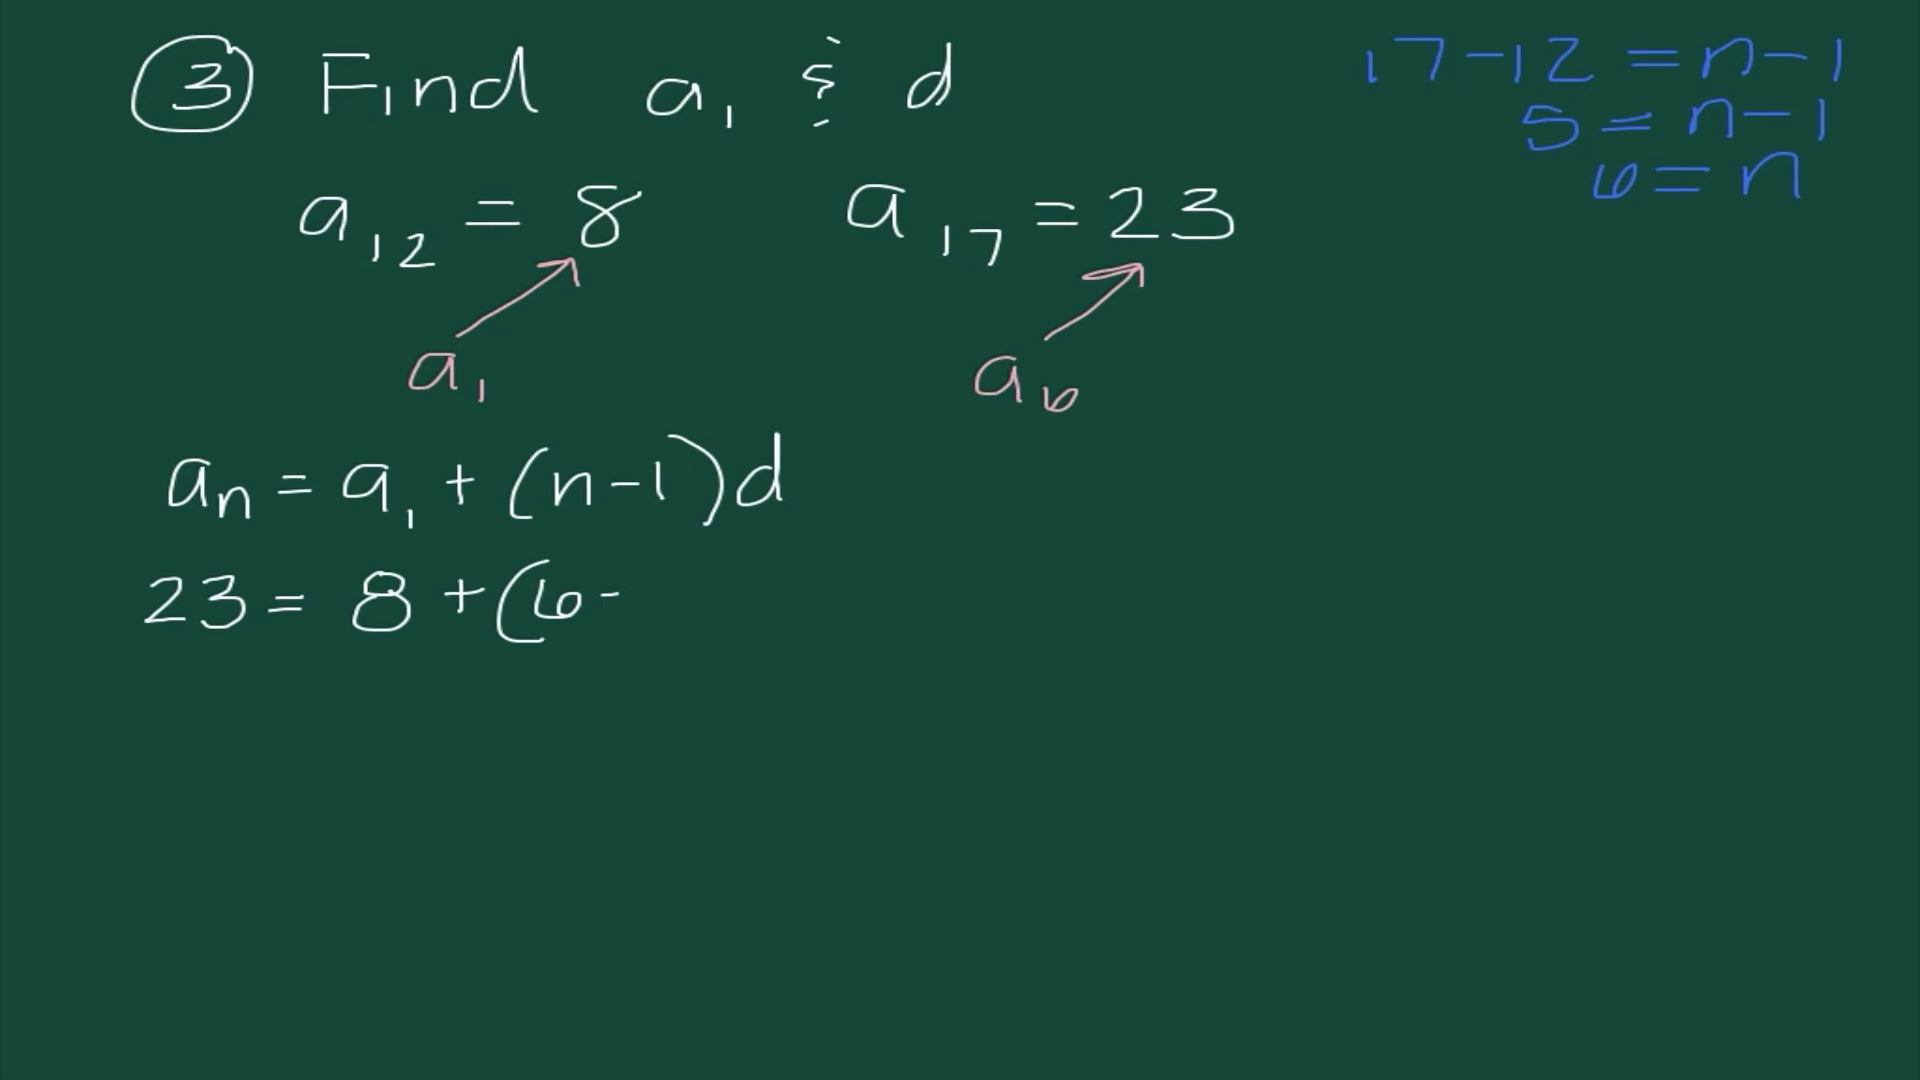 3 Find a₁ & d
17-12 = n-1
5 = n-1
6 = n
a₁₂ = 8 a₁₇ = 23
a₁ a₆
aₙ = a₁ + (n-1)d
23 = 8 + (6-